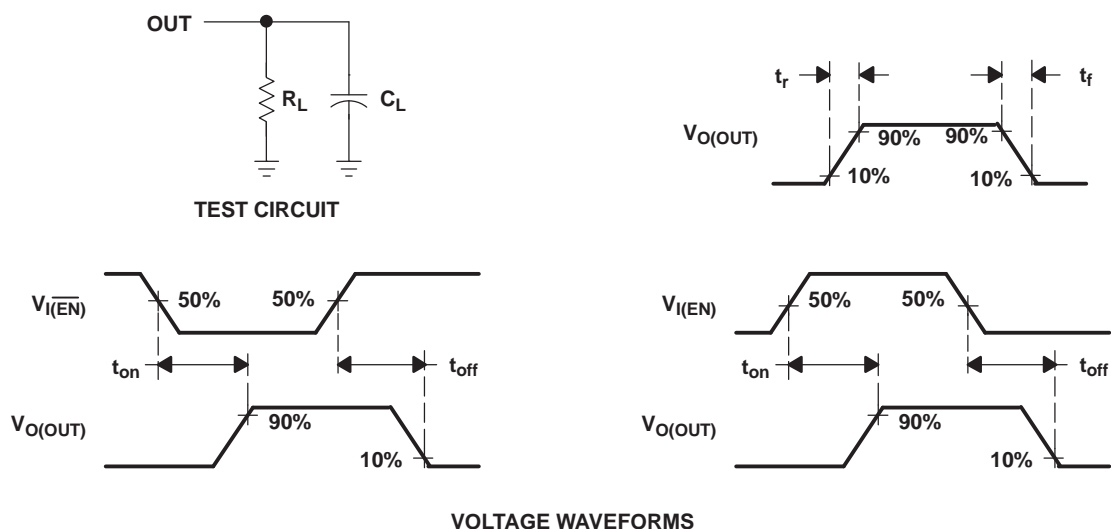 OUT
RL
CL
TEST CIRCUIT
tr
tf
VO(OUT)
90%
90%
10%
10%
VI(E̅N̅)
50%
50%
ton
toff
VO(OUT)
90%
10%
VI(EN)
50%
50%
ton
toff
VO(OUT)
90%
10%
VOLTAGE WAVEFORMS